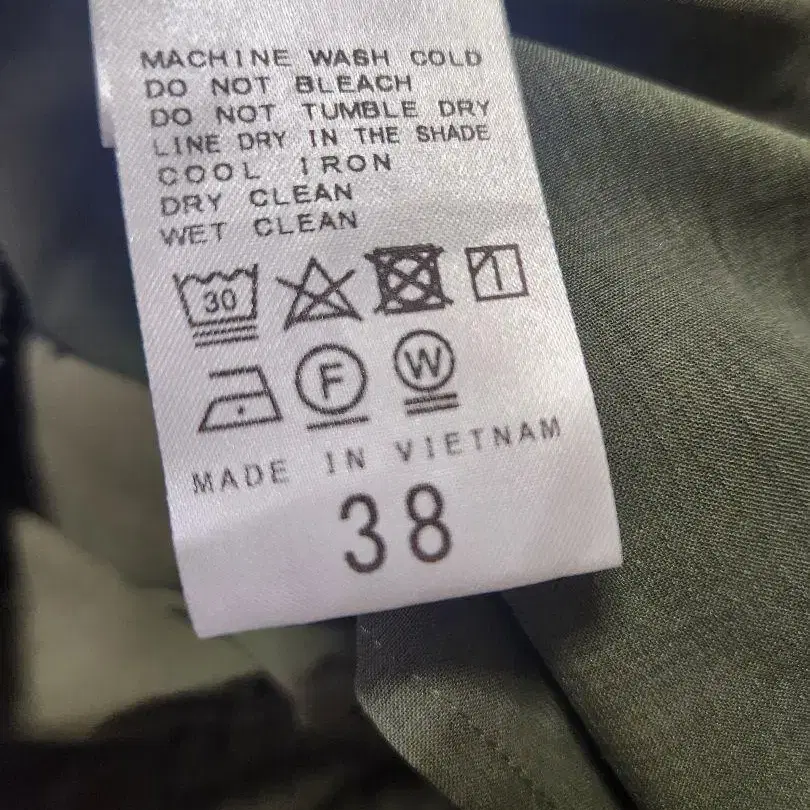 MACHINE WASH COLD
DO NOT BLEACH
DO NOT TUMBLE DRY
LINE DRY IN THE SHADE
COOL IRON
DRY CLEAN
WET CLEAN
30
F W
MADE IN VIETNAM
38